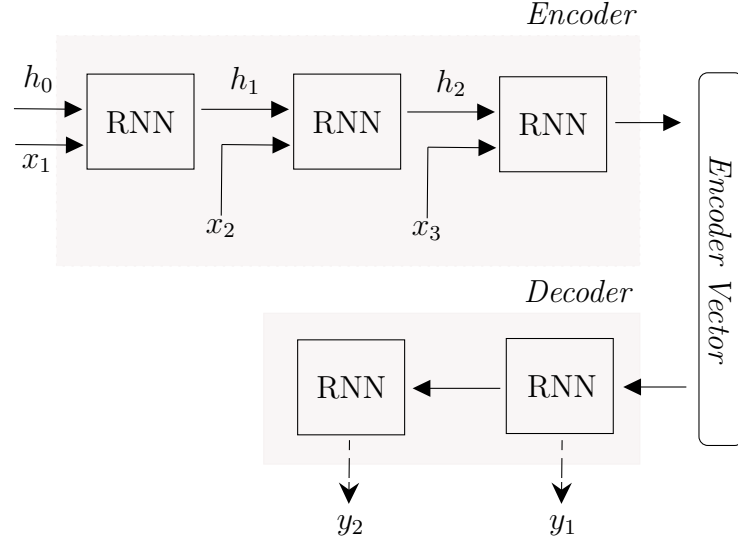 Encoder
h₀ h₁ h₂
RNN RNN RNN
x₁
x₂ x₃
Encoder Vector
Decoder
RNN RNN
y₂ y₁